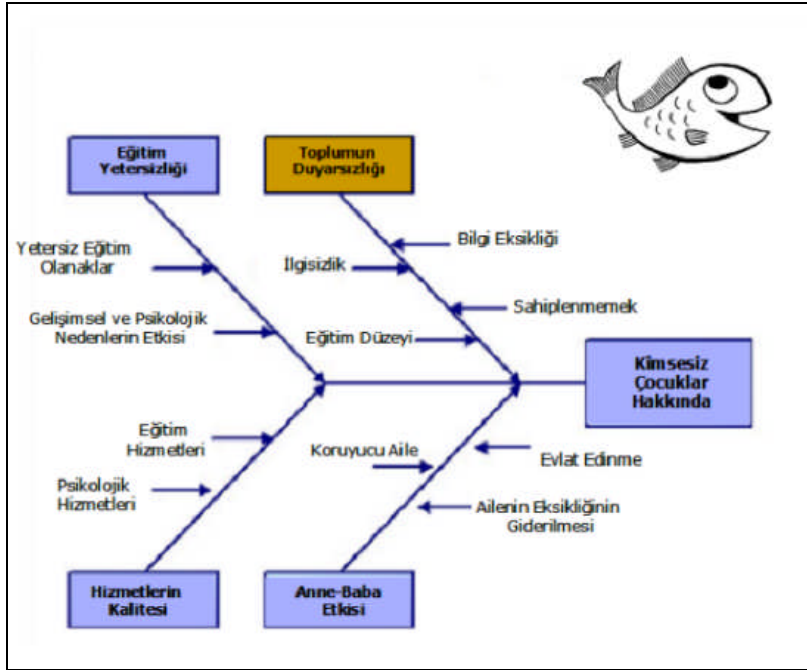 Eğitim
Yetersizliği
Toplumun
Duyarsızlığı
Yetersiz Eğitim
Olanaklar
Bilgi Eksikliği
İlgisizlik
Gelişimsel ve Psikolojik
Nedenlerin Etkisi
Sahiplenmemek
Eğitim Düzeyi
Kimsesiz
Çocuklar
Hakkında
Eğitim
Hizmetleri
Koruyucu Aile
Evlat Edinme
Psikolojik
Hizmetleri
Ailenin Eksikliğinin
Giderilmesi
Hizmetlerin
Kalitesi
Anne-Baba
Etkisi